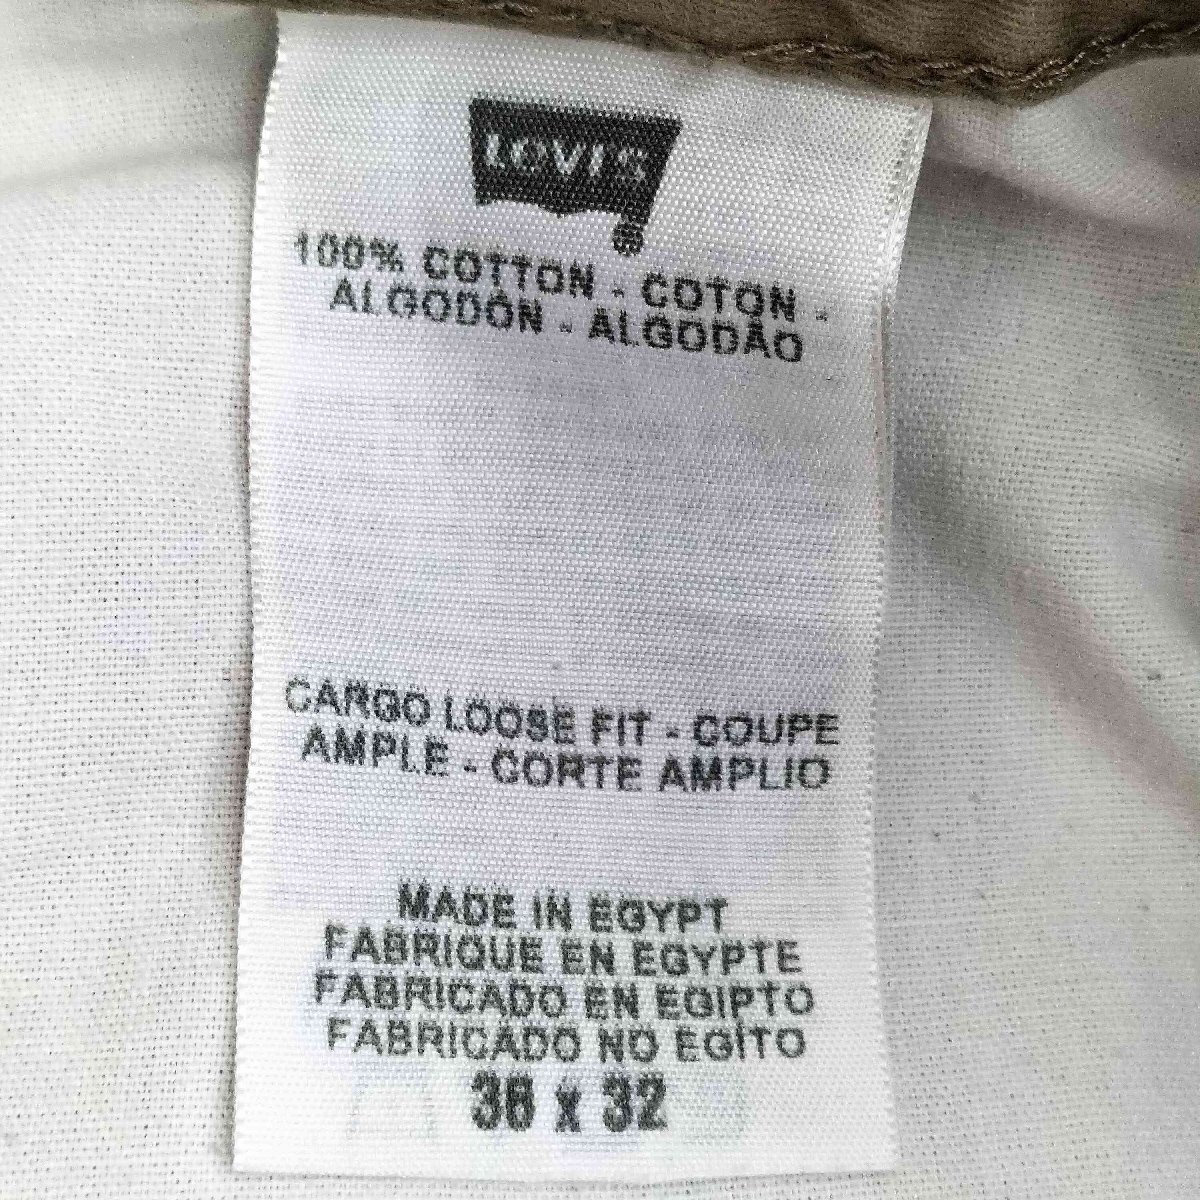 LEVI'S
100% COTTON - COTON -
ALGODÓN - ALGODÃO
CARGO LOOSE FIT - COUPE
AMPLE - CORTE AMPLIO
MADE IN EGYPT
FABRIQUE EN EGYPTE
FABRICADO EN EGIPTO
FABRICADO NO EGITO
36 x 32